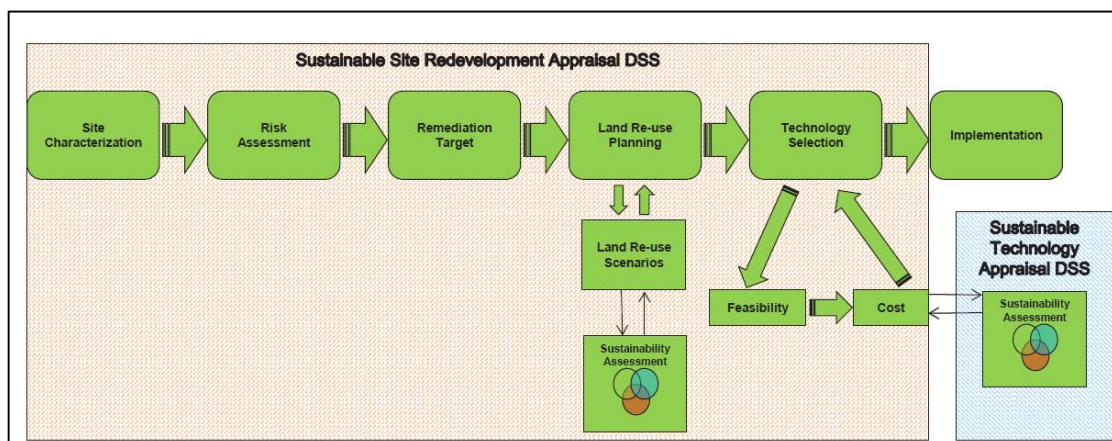 Sustainable Site Redevelopment Appraisal DSS
Site
Characterization
Risk
Assessment
Remediation
Target
Land Re-use
Planning
Technology
Selection
Implementation
Land Re-use
Scenarios
Sustainability
Assessment
Feasibility
Cost
Sustainable
Technology
Appraisal DSS
Sustainability
Assessment